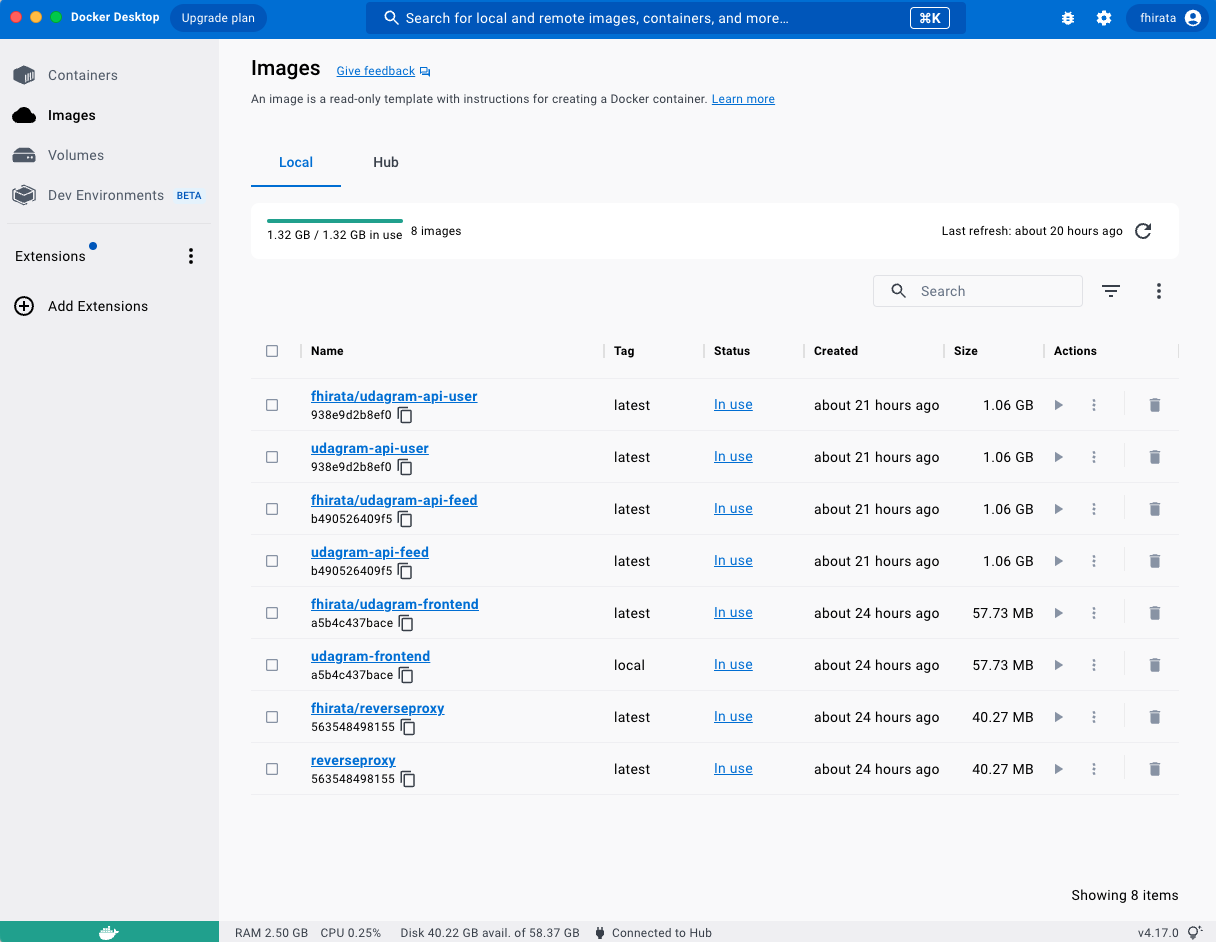 Docker Desktop Upgrade plan Search for local and remote images, containers, and more... ⌘K fhirata
Containers
Images
Volumes
Dev Environments BETA
Extensions
Add Extensions
Images Give feedback
An image is a read-only template with instructions for creating a Docker container. Learn more
Local Hub
1.32 GB / 1.32 GB in use 8 images Last refresh: about 20 hours ago
Search
Name Tag Status Created Size Actions
fhirata/udagram-api-user
938e9d2b8ef0 latest In use about 21 hours ago 1.06 GB
udagram-api-user
938e9d2b8ef0 latest In use about 21 hours ago 1.06 GB
fhirata/udagram-api-feed
b490526409f5 latest In use about 21 hours ago 1.06 GB
udagram-api-feed
b490526409f5 latest In use about 21 hours ago 1.06 GB
fhirata/udagram-frontend
a5b4c437bace latest In use about 24 hours ago 57.73 MB
udagram-frontend
a5b4c437bace local In use about 24 hours ago 57.73 MB
fhirata/reverseproxy
563548498155 latest In use about 24 hours ago 40.27 MB
reverseproxy
563548498155 latest In use about 24 hours ago 40.27 MB
Showing 8 items
RAM 2.50 GB CPU 0.25% Disk 40.22 GB avail. of 58.37 GB Connected to Hub v4.17.0